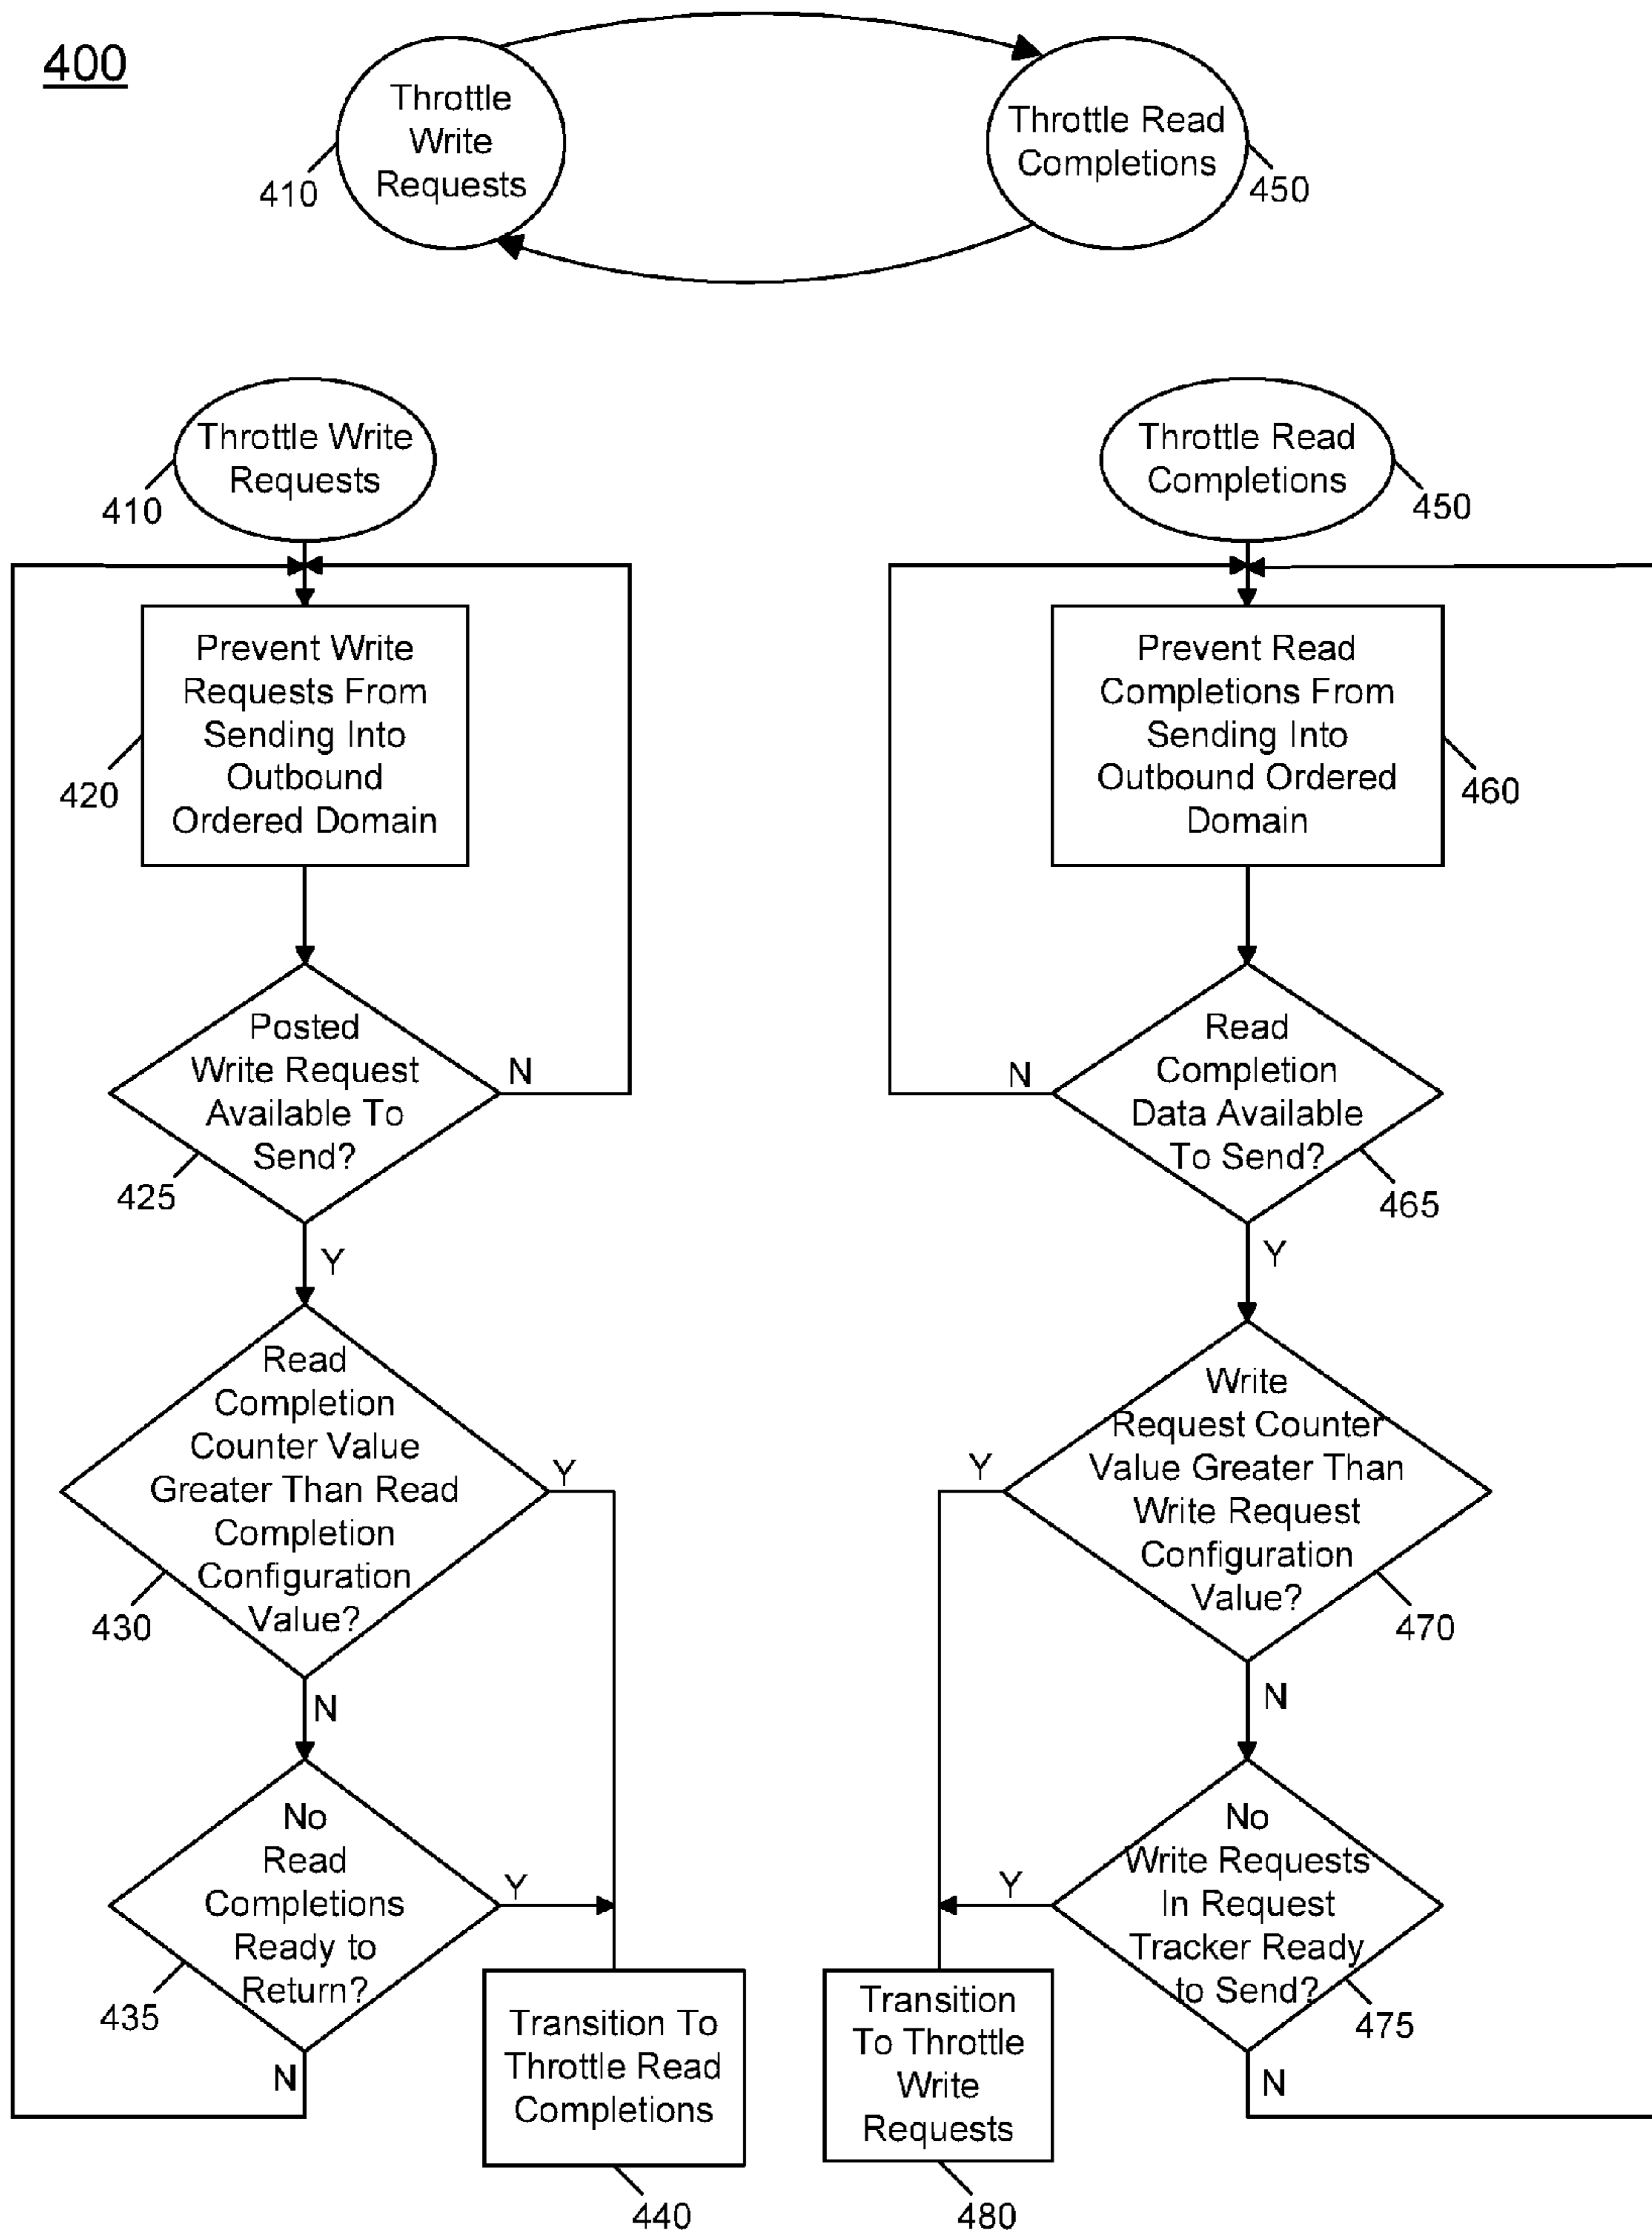 400
Throttle
Write
Requests
410
Throttle Read
Completions
450
Throttle Write
Requests
410
Prevent Write
Requests From
Sending Into
Outbound
Ordered Domain
420
Posted
Write Request
Available To
Send?
425
N
Y
Read
Completion
Counter Value
Greater Than Read
Completion
Configuration
Value?
430
Y
N
No
Read
Completions
Ready to
Return?
435
Y
N
Transition To
Throttle Read
Completions
440
Throttle Read
Completions
450
Prevent Read
Completions From
Sending Into
Outbound Ordered
Domain
460
Read
Completion
Data Available
To Send?
465
N
Y
Write
Request Counter
Value Greater Than
Write Request
Configuration
Value?
470
Y
N
No
Write Requests
In Request
Tracker Ready
to Send?
475
Y
N
Transition
To Throttle
Write
Requests
480